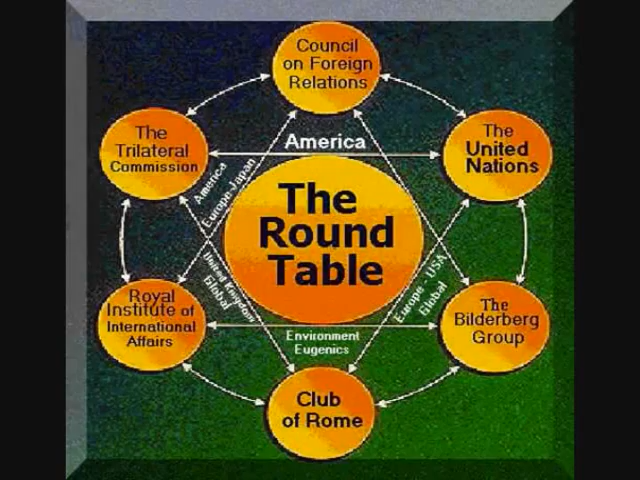 Council
on Foreign
Relations
The
Trilateral
Commission
America
The
United
Nations
America
Europe-Japan
The
Round
Table
United Kingdom
Global
Europe USA
Global
Royal
Institute of
International
Affairs
Environment
Eugenics
The
Bilderberg
Group
Club
of Rome